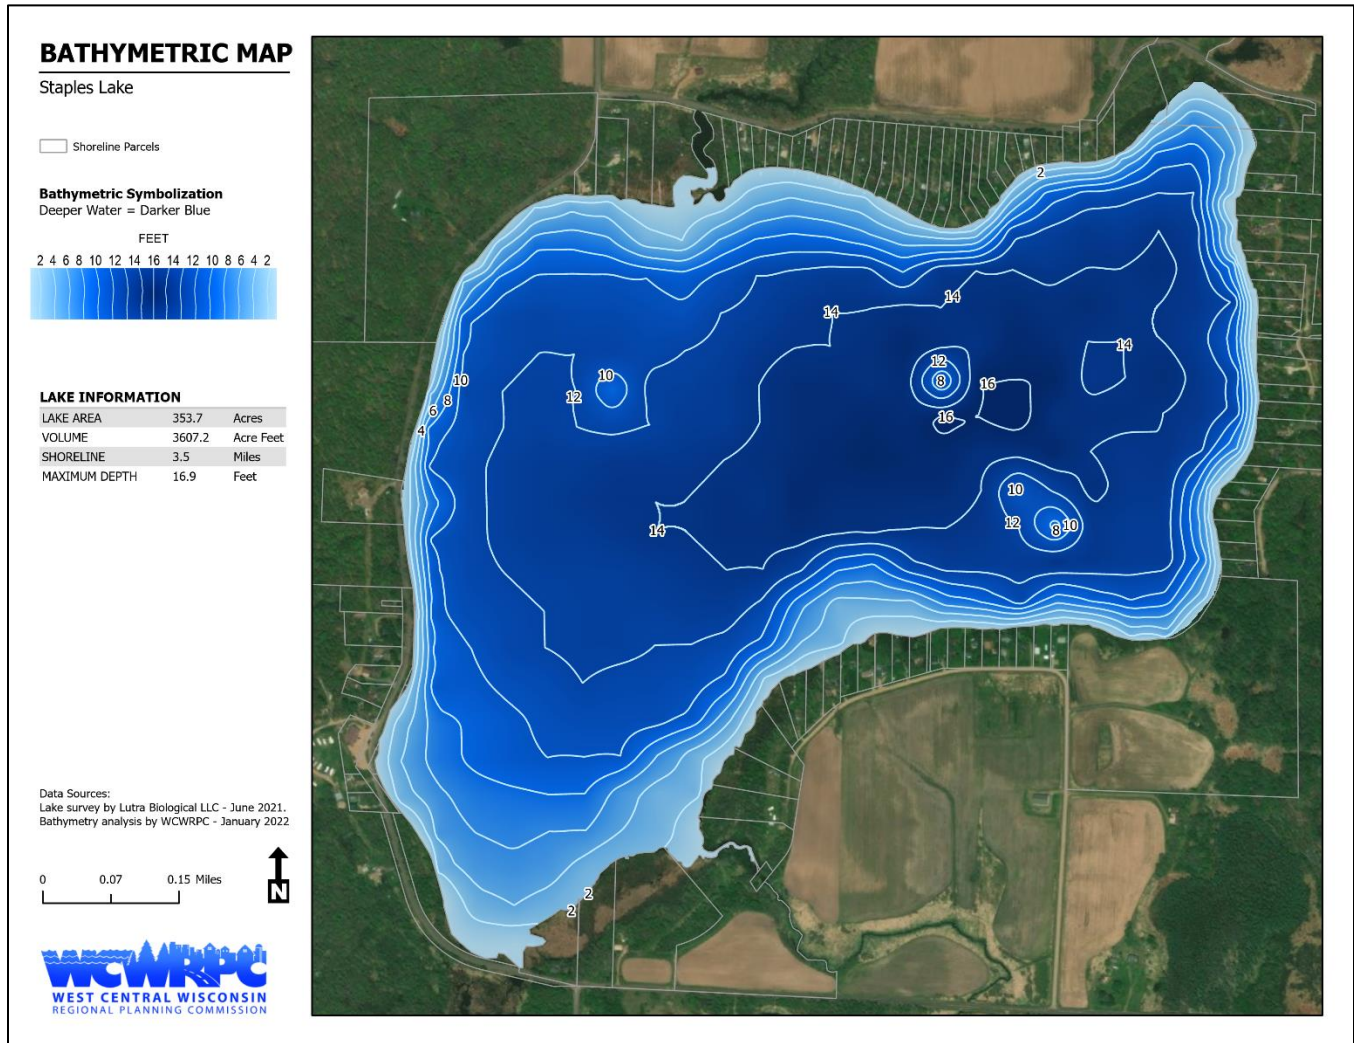 BATHYMETRIC MAP
Staples Lake
Shoreline Parcels
Bathymetric Symbolization
Deeper Water = Darker Blue
FEET
2 4 6 8 10 12 14 16 14 12 10 8 6 4 2
LAKE INFORMATION
LAKE AREA 353.7 Acres
VOLUME 3607.2 Acre Feet
SHORELINE 3.5 Miles
MAXIMUM DEPTH 16.9 Feet
Data Sources:
Lake survey by Lutra Biological LLC - June 2021.
Bathymetry analysis by WCWRPC - January 2022
0 0.07 0.15 Miles
N
WCWRPC
WEST CENTRAL WISCONSIN
REGIONAL PLANNING COMMISSION
2
14
14
14
12
10
10
8
12
16
8
6
4
12
16
10
12
8 10
14
2
2